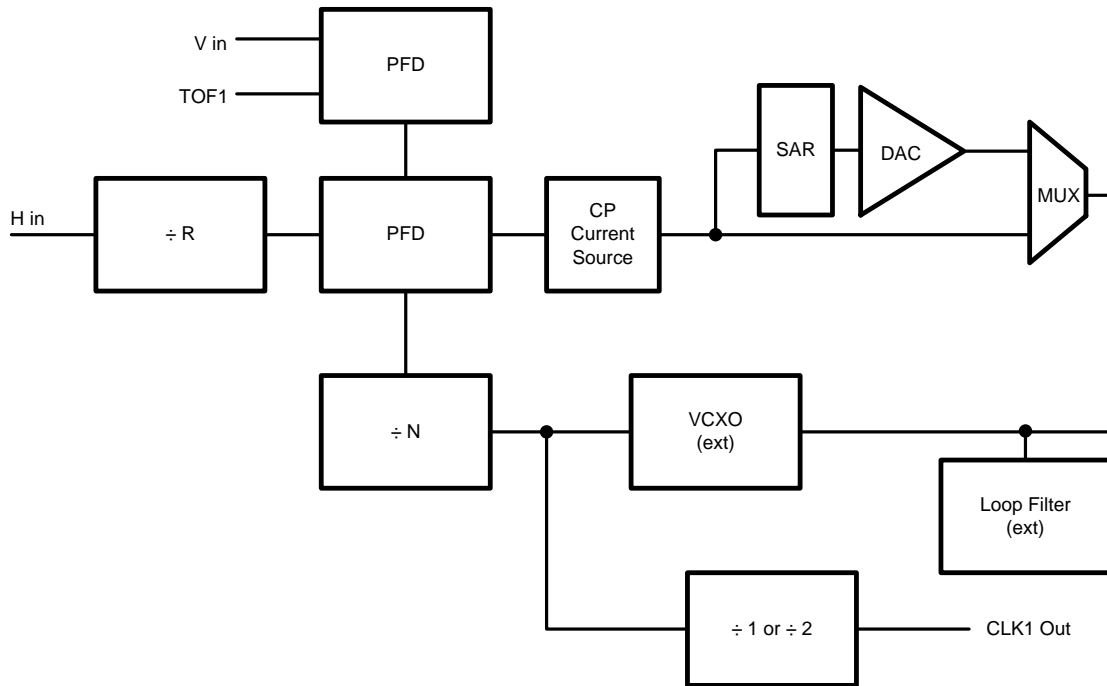 V in
PFD
TOF1
SAR
DAC
MUX
H in
÷ R
PFD
CP
Current
Source
÷ N
VCXO
(ext)
Loop Filter
(ext)
÷ 1 or ÷ 2
CLK1 Out